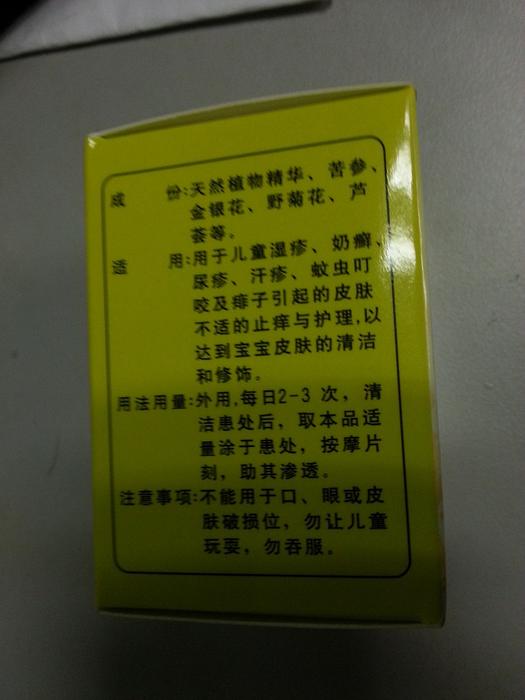 成 份:天然植物精华、苦参、
金银花、野菊花、芦
荟等。
适 用:用于儿童湿疹、奶癣、
尿疹、汗疹、蚊虫叮
咬及痱子引起的皮肤
不适的止痒与护理,以
达到宝宝皮肤的清洁
和修饰。
用法用量:外用,每日2-3 次，清
洁患处后，取本品适
量涂于患处，按摩片
刻，助其渗透。
注意事项:不能用于口、眼或皮
肤破损位，勿让儿童
玩耍，勿吞服。